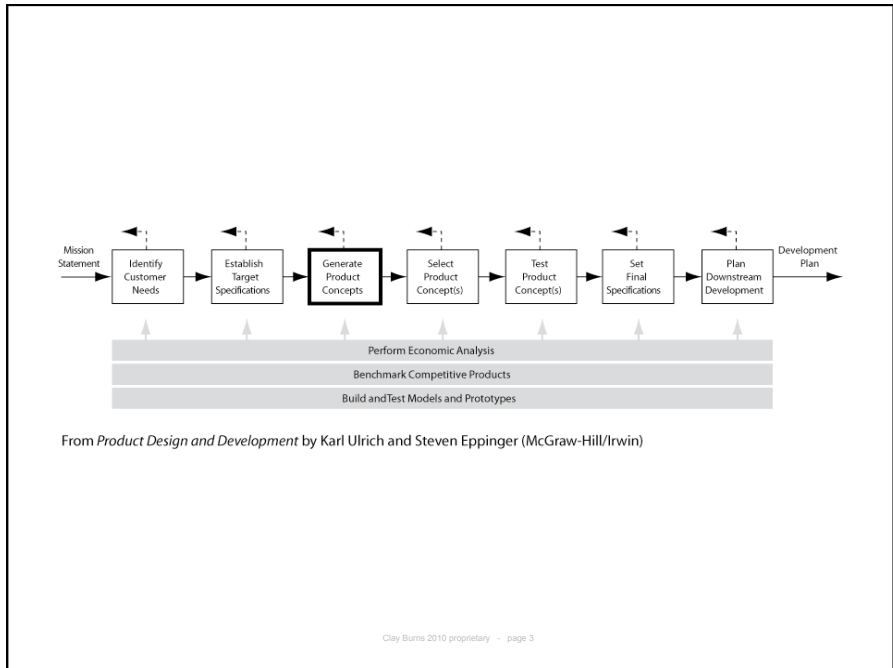 Mission
Statement
Identify
Customer
Needs
Establish
Target
Specifications
Generate
Product
Concepts
Select
Product
Concept(s)
Test
Product
Concept(s)
Set
Final
Specifications
Plan
Downstream
Development
Development
Plan
Perform Economic Analysis
Benchmark Competitive Products
Build andTest Models and Prototypes
From Product Design and Development by Karl Ulrich and Steven Eppinger (McGraw-Hill/Irwin)
Clay Burns 2010 proprietary - page 3